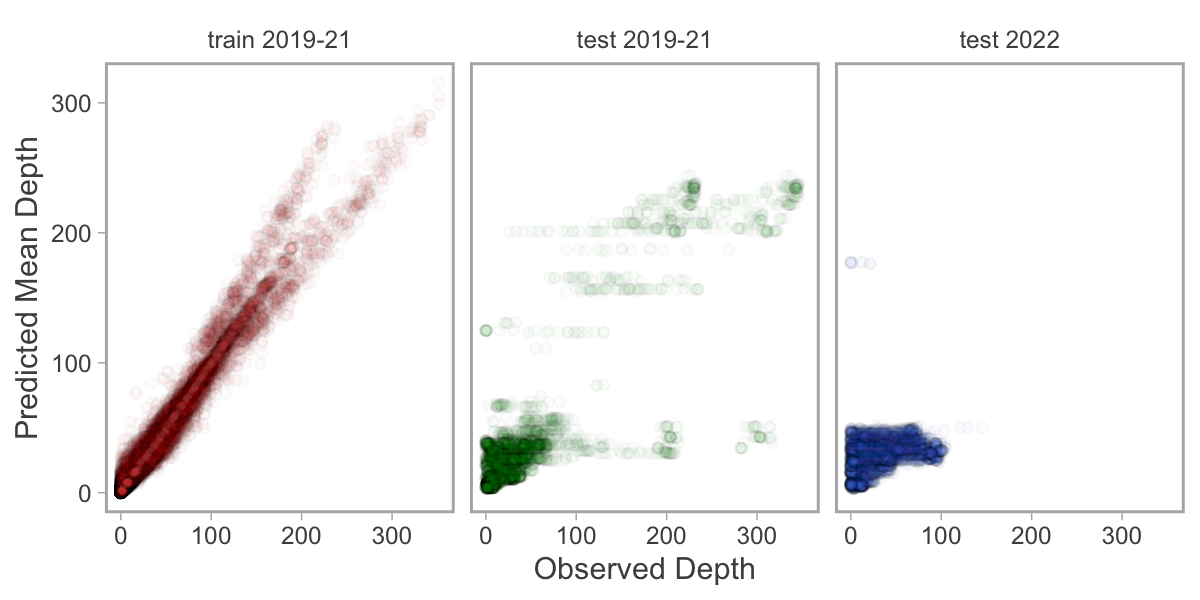 train 2019-21
test 2019-21
test 2022
Predicted Mean Depth
300
200
100
0
0 100 200 300
0 100 200 300
0 100 200 300
Observed Depth